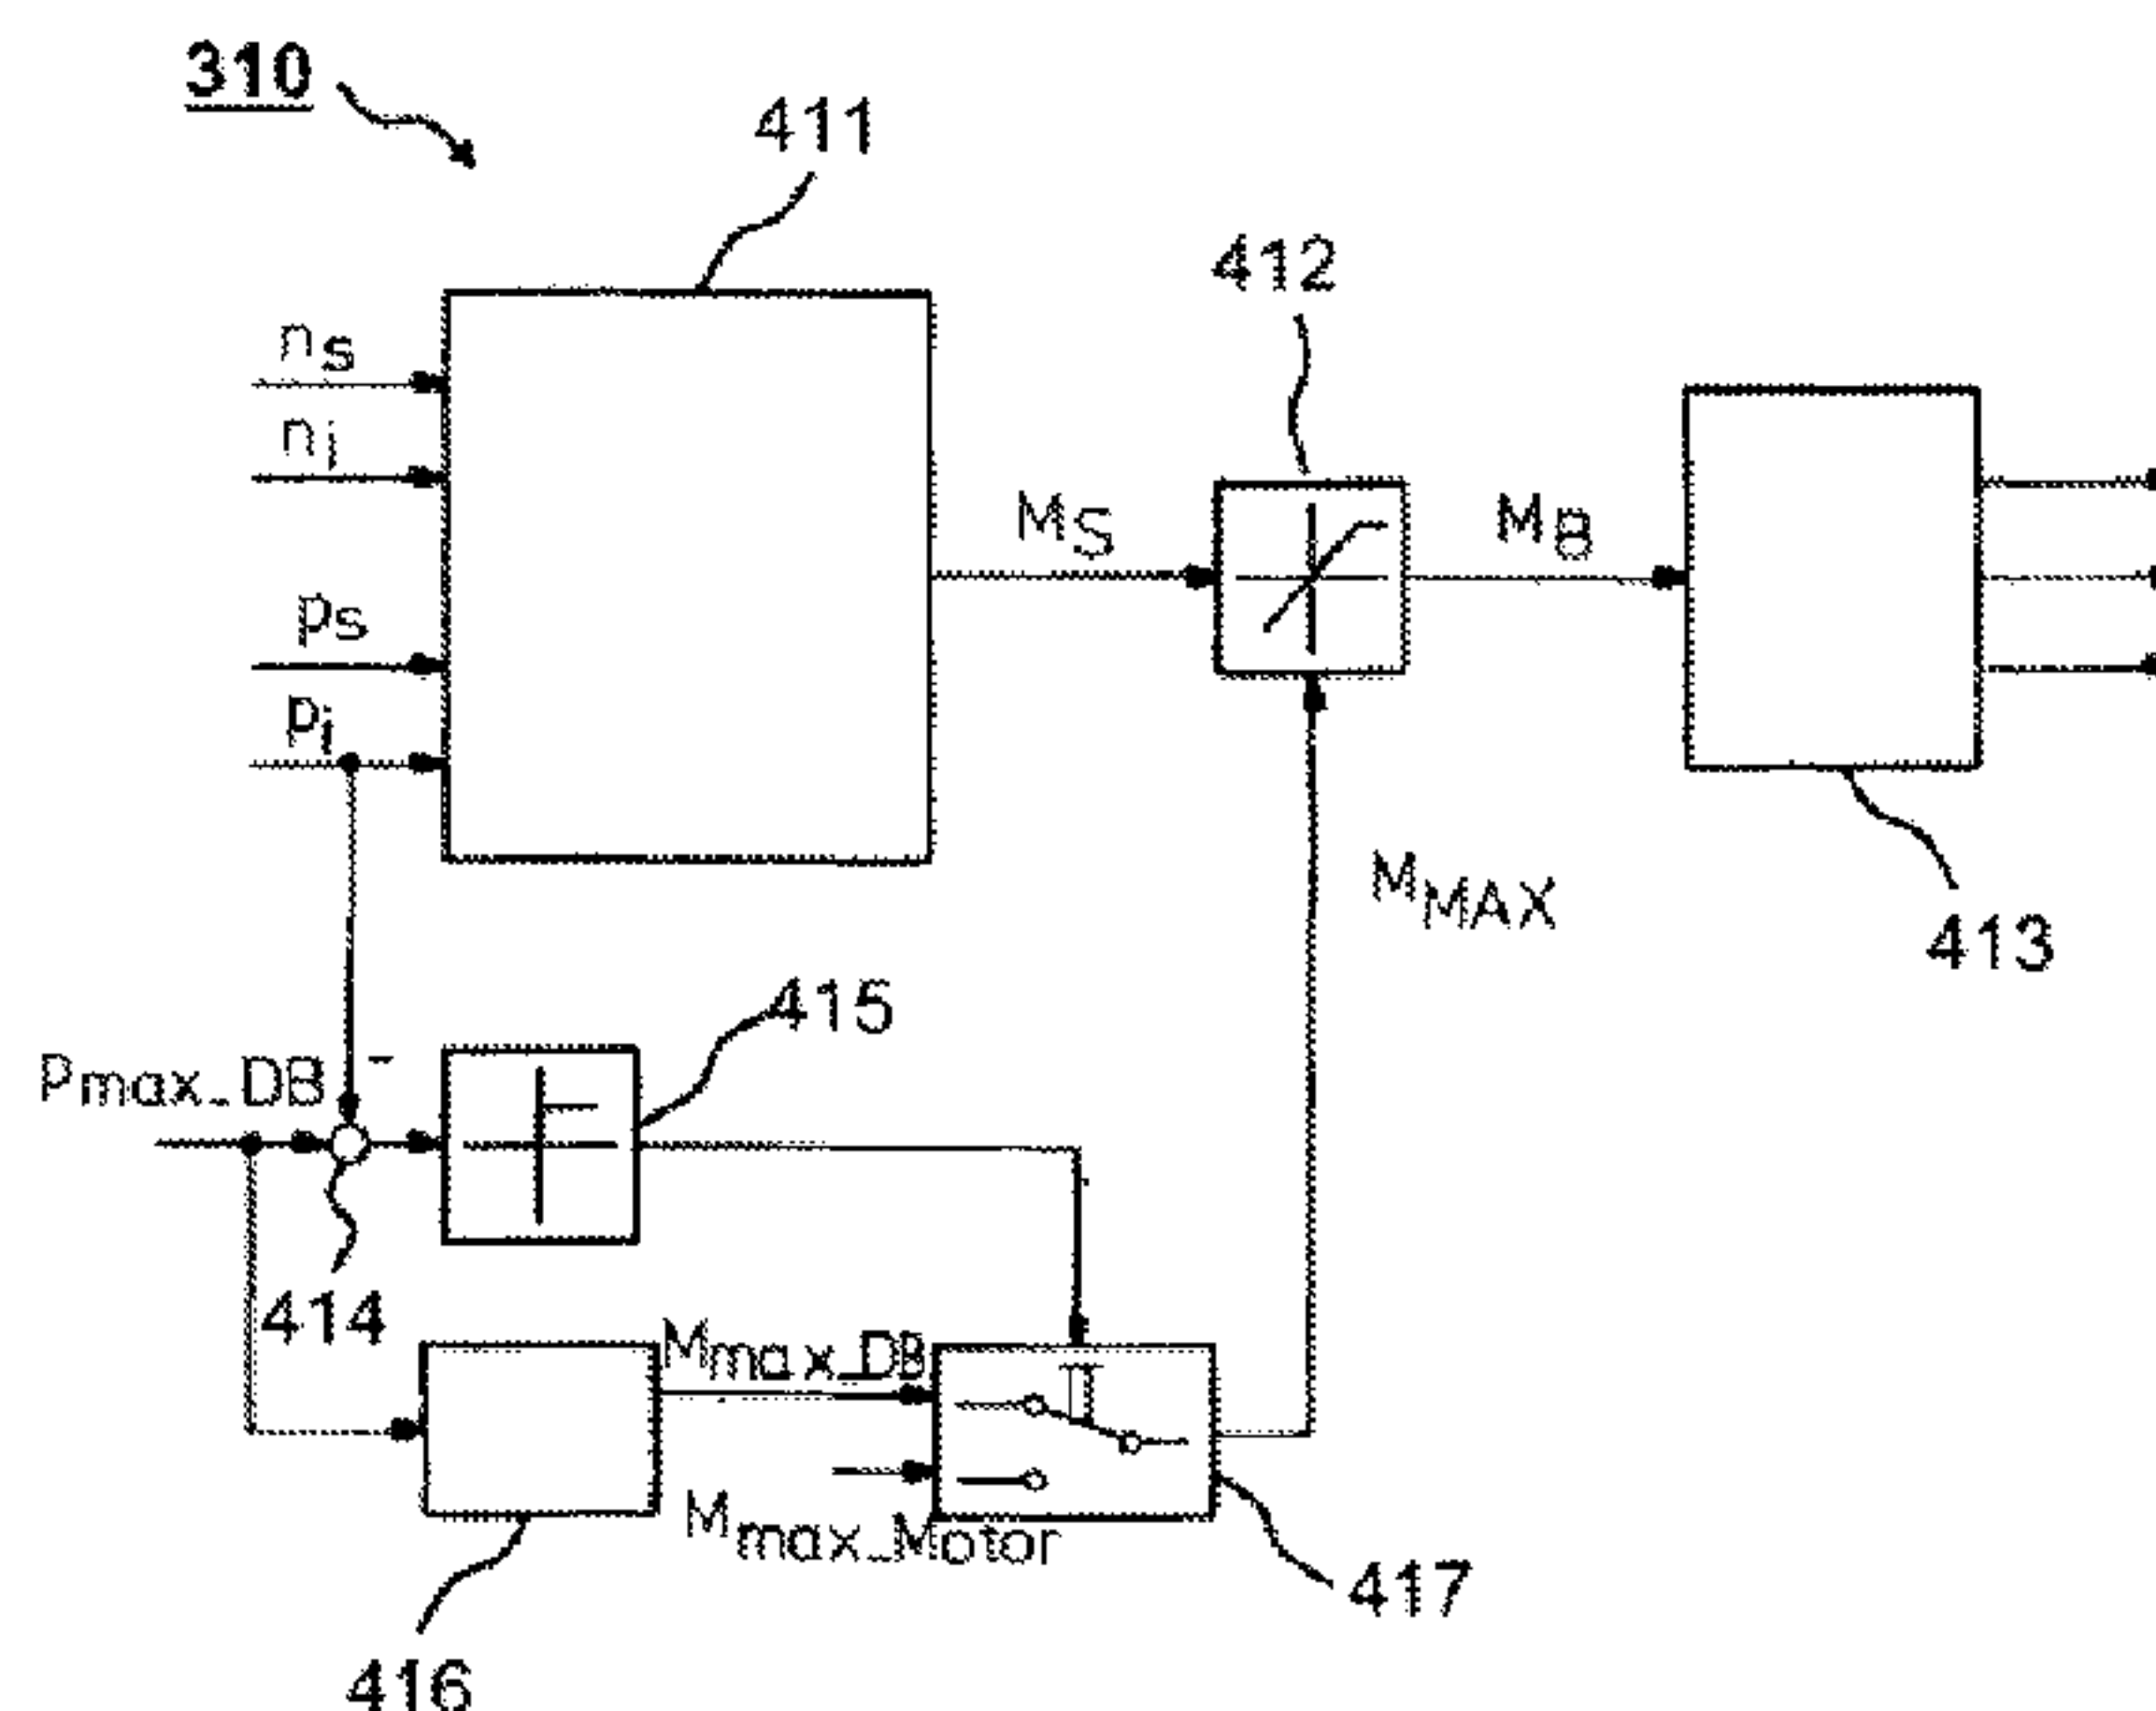 310
411
412
ns
ni
MS
MB
ps
pi
MMAX
413
415
Pmax_DB
-
414
Mmax_DB
Mmax_Motor
417
416